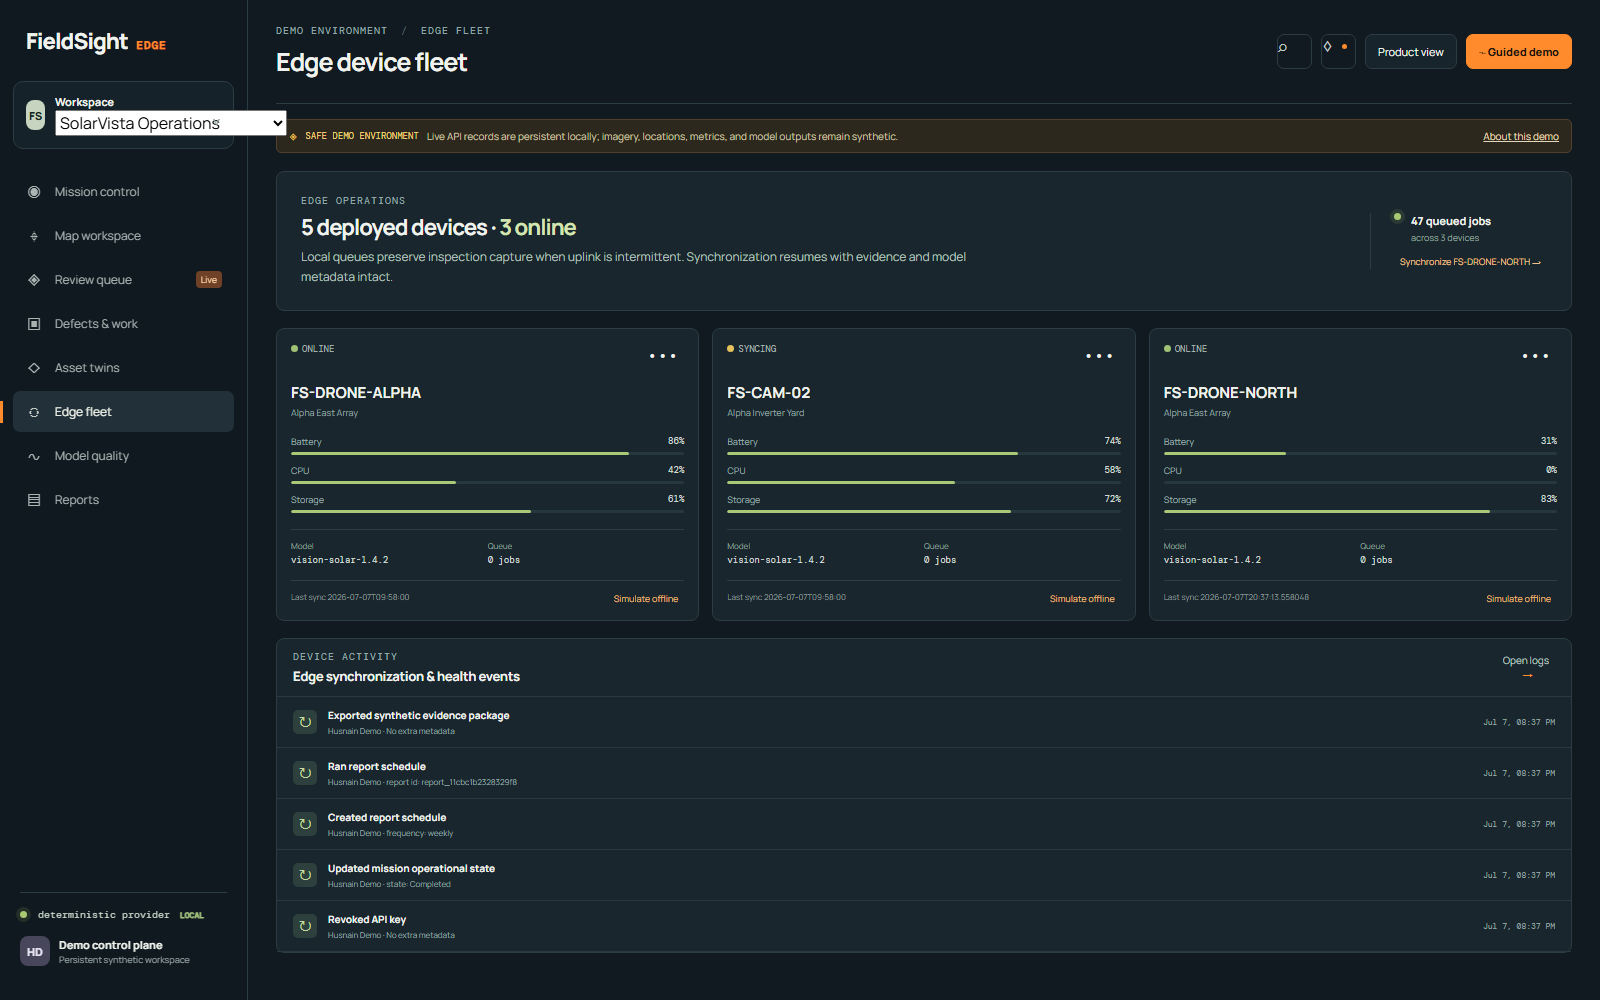 FieldSight EDGE
FS
Workspace
SolarVista Operations
Mission control
Map workspace
Review queue
Live
Defects & work
Asset twins
Edge fleet
Model quality
Reports
deterministic provider LOCAL
HD
Demo control plane
Persistent synthetic workspace
DEMO ENVIRONMENT / EDGE FLEET
Edge device fleet
Product view
Guided demo
SAFE DEMO ENVIRONMENT Live API records are persistent locally; imagery, locations, metrics, and model outputs remain synthetic.
About this demo
EDGE OPERATIONS
5 deployed devices · 3 online
Local queues preserve inspection capture when uplink is intermittent. Synchronization resumes with evidence and model
metadata intact.
47 queued jobs
across 3 devices
Synchronize FS-DRONE-NORTH →
ONLINE
FS-DRONE-ALPHA
Alpha East Array
Battery 86%
CPU 42%
Storage 61%
Model Queue
vision-solar-1.4.2 0 jobs
Last sync 2026-07-07T09:58:00 Simulate offline
SYNCING
FS-CAM-02
Alpha Inverter Yard
Battery 74%
CPU 58%
Storage 72%
Model Queue
vision-solar-1.4.2 0 jobs
Last sync 2026-07-07T09:58:00 Simulate offline
ONLINE
FS-DRONE-NORTH
Alpha East Array
Battery 31%
CPU 0%
Storage 83%
Model Queue
vision-solar-1.4.2 0 jobs
Last sync 2026-07-07T20:37:13.558048 Simulate offline
DEVICE ACTIVITY
Edge synchronization & health events
Open logs
→
Exported synthetic evidence package
Husnain Demo · No extra metadata
Jul 7, 08:37 PM
Ran report schedule
Husnain Demo · report id: report_11cbc1b2328329f8
Jul 7, 08:37 PM
Created report schedule
Husnain Demo · frequency: weekly
Jul 7, 08:37 PM
Updated mission operational state
Husnain Demo · state: Completed
Jul 7, 08:37 PM
Revoked API key
Husnain Demo · No extra metadata
Jul 7, 08:37 PM